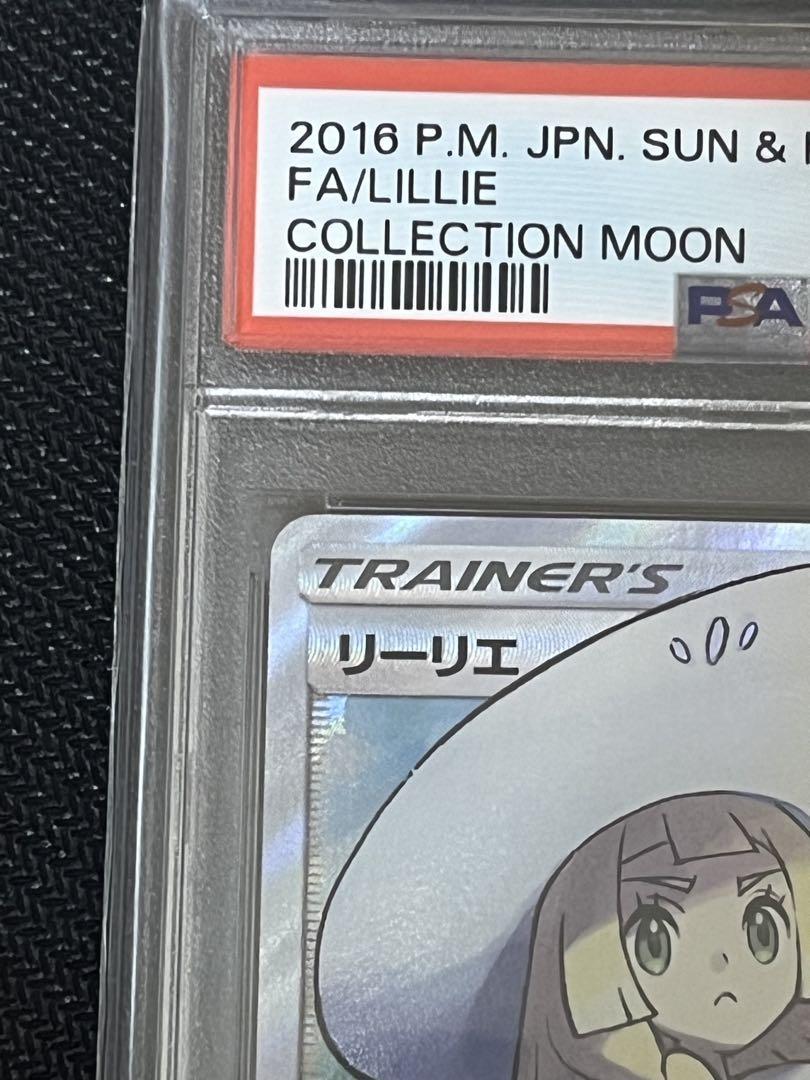 2016 P.M. JPN. SUN &
FA/LILLIE
COLLECTION MOON
PSA
TRAINER'S
リーリエ